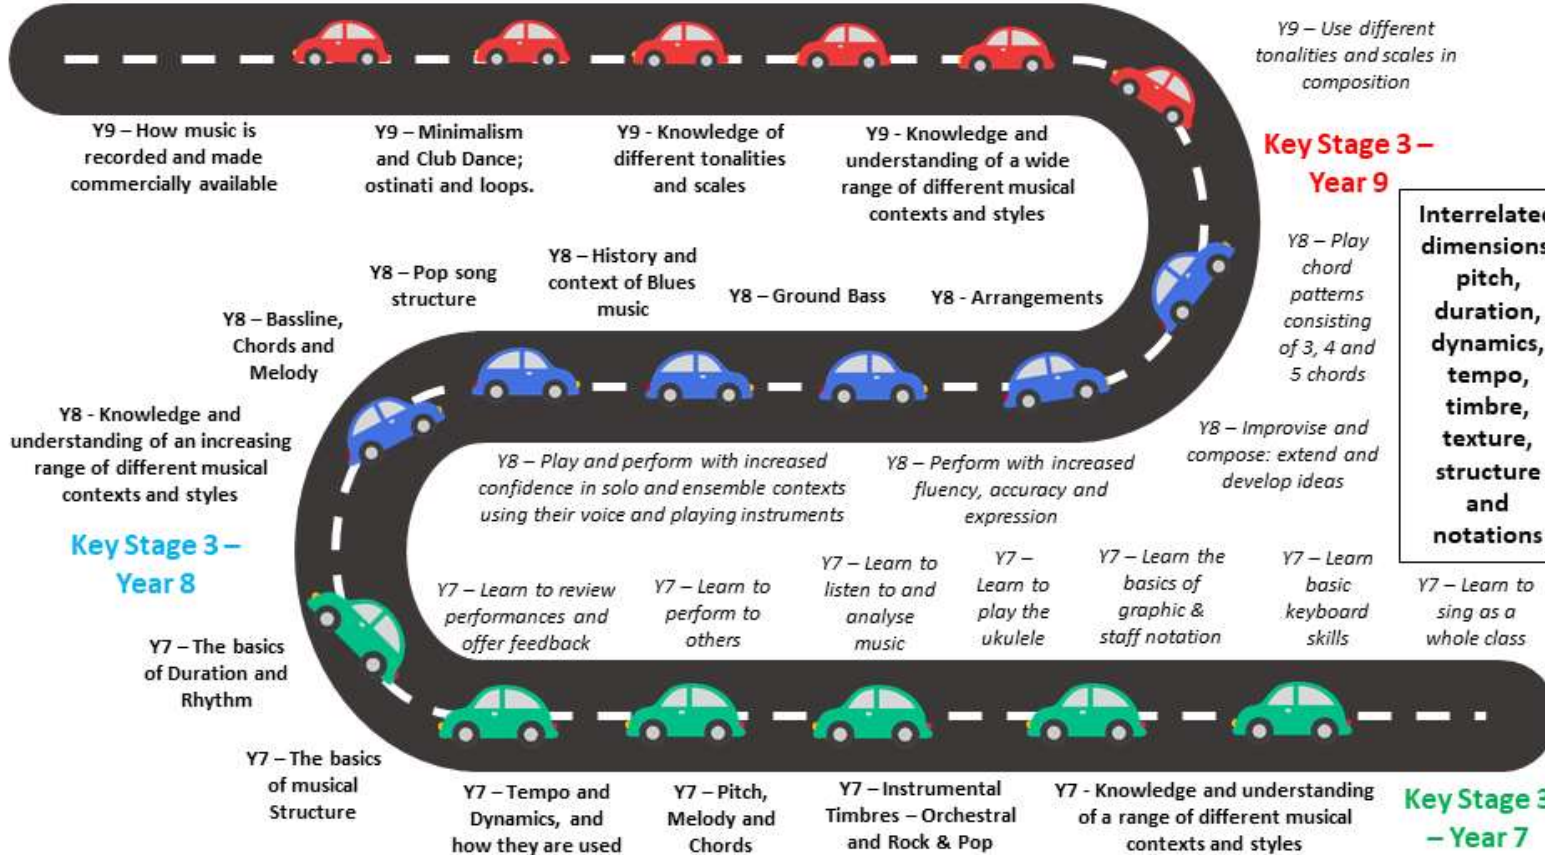 Y9 – Use different
tonalities and scales in
composition
Y9 – How music is
recorded and made
commercially available
Y9 – Minimalism
and Club Dance;
ostinati and loops.
Y9 - Knowledge of
different tonalities
and scales
Y9 - Knowledge and
understanding of a wide
range of different musical
contexts and styles
Key Stage 3 –
Year 9
Interrelated
dimensions
pitch,
duration,
dynamics,
tempo,
timbre,
texture,
structure
and
notations
Y8 – Play
chord
patterns
consisting
of 3, 4 and
5 chords
Y8 – Bassline,
Chords and
Melody
Y8 – Pop song
structure
Y8 – History and
context of Blues
music
Y8 – Ground Bass
Y8 - Arrangements
Y8 - Knowledge and
understanding of an increasing
range of different musical
contexts and styles
Y8 – Play and perform with increased
confidence in solo and ensemble contexts
using their voice and playing instruments
Y8 – Perform with increased
fluency, accuracy and
expression
Y8 – Improvise and
compose: extend and
develop ideas
Key Stage 3 –
Year 8
Y7 – Learn to review
performances and
offer feedback
Y7 – Learn to
perform to
others
Y7 – Learn to
listen to and
analyse
music
Y7 –
Learn to
play the
ukulele
Y7 – Learn the
basics of
graphic &
staff notation
Y7 – Learn
basic
keyboard
skills
Y7 – Learn to
sing as a
whole class
Y7 – The basics
of Duration and
Rhythm
Y7 – The basics
of musical
Structure
Y7 – Tempo and
Dynamics, and
how they are used
Y7 – Pitch,
Melody and
Chords
Y7 – Instrumental
Timbres – Orchestral
and Rock & Pop
Y7 - Knowledge and understanding
of a range of different musical
contexts and styles
Key Stage 3
– Year 7